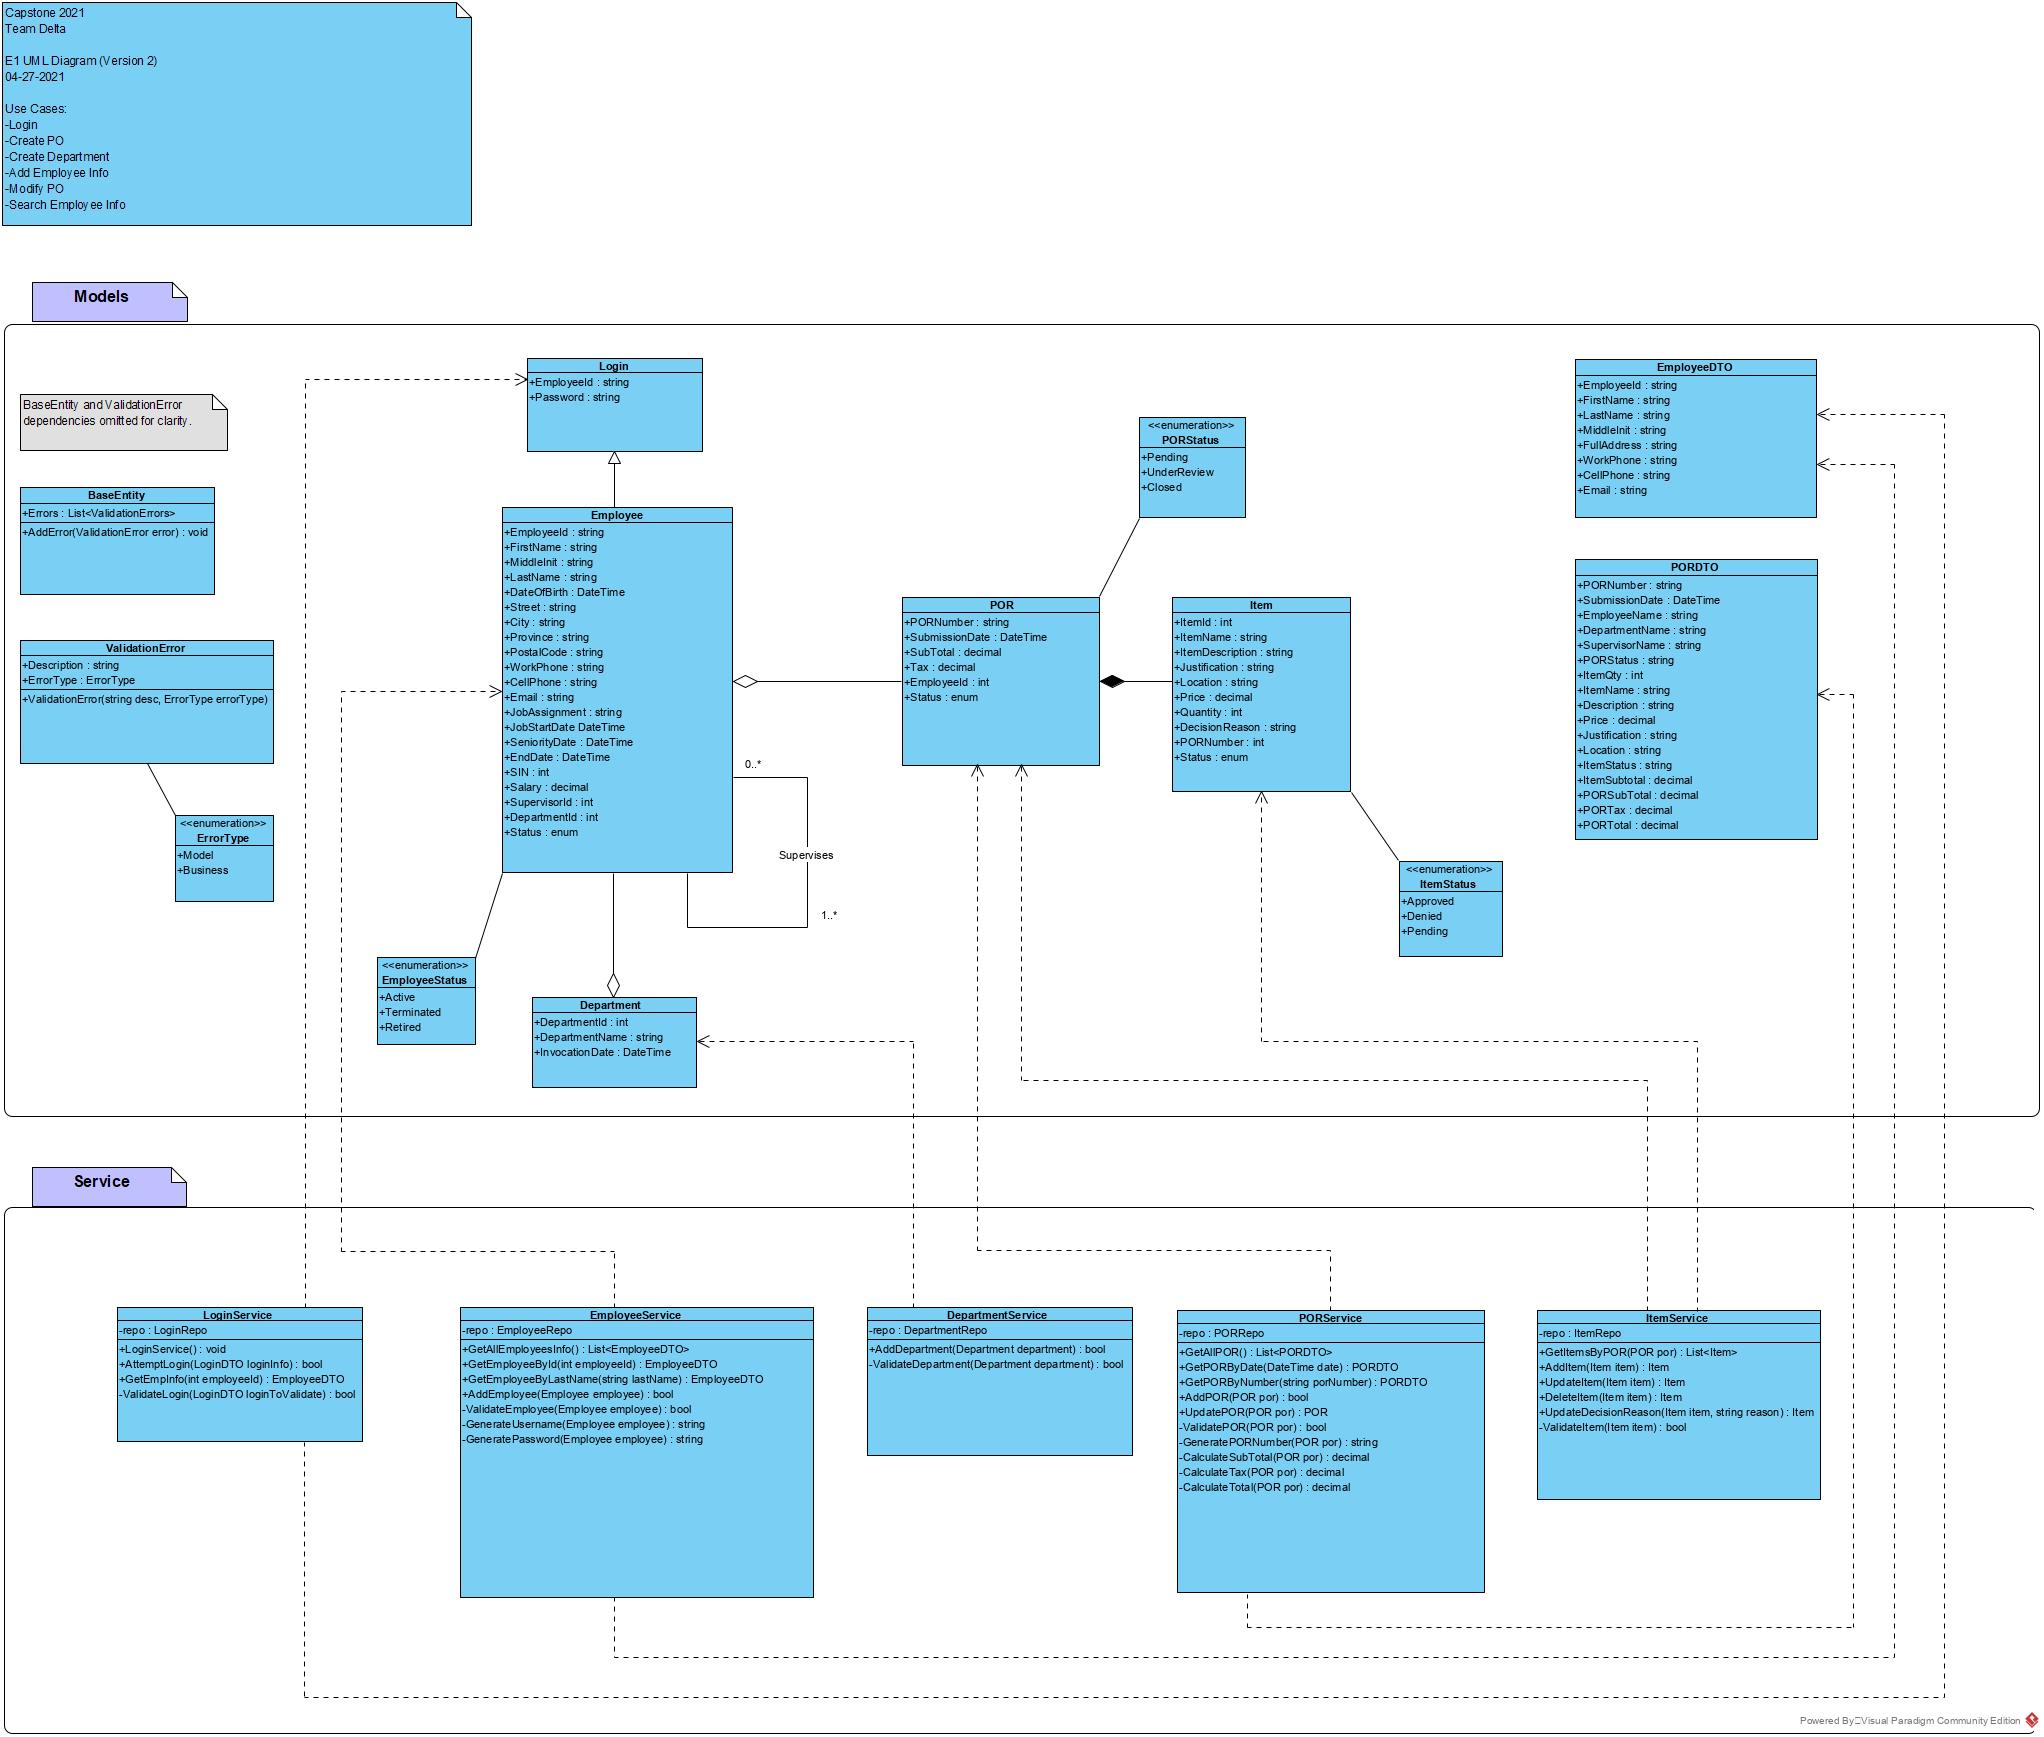 Capstone 2021
Team Delta
E1 UML Diagram (Version 2)
04-27-2021
Use Cases:
-Login
-Create PO
-Create Department
-Add Employee Info
-Modify PO
-Search Employee Info
Models
BaseEntity and ValidationError
dependencies omitted for clarity.
BaseEntity
+Errors : List<ValidationErrors>
+AddError(ValidationError error) : void
ValidationError
+Description : string
+ErrorType : ErrorType
+ValidationError(string desc, ErrorType errorType)
<<enumeration>>
ErrorType
+Model
+Business
Login
+EmployeeId : string
+Password : string
Employee
+EmployeeId : string
+FirstName : string
+MiddleInit : string
+LastName : string
+DateOfBirth : DateTime
+Street : string
+City : string
+Province : string
+PostalCode : string
+WorkPhone : string
+CellPhone : string
+Email : string
+JobAssignment : string
+JobStartDate DateTime
+SeniorityDate : DateTime
+EndDate : DateTime
+SIN : int
+Salary : decimal
+SupervisorId : int
+DepartmentId : int
+Status : enum
0..*
Supervises
1..*
<<enumeration>>
EmployeeStatus
+Active
+Terminated
+Retired
Department
+DepartmentId : int
+DepartmentName : string
+InvocationDate : DateTime
<<enumeration>>
PORStatus
+Pending
+UnderReview
+Closed
POR
+PORNumber : string
+SubmissionDate : DateTime
+SubTotal : decimal
+Tax : decimal
+EmployeeId : int
+Status : enum
Item
+ItemId : int
+ItemName : string
+ItemDescription : string
+Justification : string
+Location : string
+Price : decimal
+Quantity : int
+DecisionReason : string
+PORNumber : int
+Status : enum
<<enumeration>>
ItemStatus
+Approved
+Denied
+Pending
EmployeeDTO
+EmployeeId : string
+FirstName : string
+LastName : string
+MiddleInit : string
+FullAddress : string
+WorkPhone : string
+CellPhone : string
+Email : string
PORDTO
+PORNumber : string
+SubmissionDate : DateTime
+EmployeeName : string
+DepartmentName : string
+SupervisorName : string
+PORStatus : string
+ItemQty : int
+ItemName : string
+Description : string
+Price : decimal
+Justification : string
+Location : string
+ItemStatus : string
+ItemSubtotal : decimal
+PORSubTotal : decimal
+PORTax : decimal
+PORTotal : decimal
Service
LoginService
-repo : LoginRepo
+LoginService() : void
+AttemptLogin(LoginDTO loginInfo) : bool
+GetEmpInfo(int employeeId) : EmployeeDTO
-ValidateLogin(LoginDTO loginToValidate) : bool
EmployeeService
-repo : EmployeeRepo
+GetAllEmployeesInfo() : List<EmployeeDTO>
+GetEmployeeById(int employeeId) : EmployeeDTO
+GetEmployeeByLastName(string lastName) : EmployeeDTO
+AddEmployee(Employee employee) : bool
-ValidateEmployee(Employee employee) : bool
-GenerateUsername(Employee employee) : string
-GeneratePassword(Employee employee) : string
DepartmentService
-repo : DepartmentRepo
+AddDepartment(Department department) : bool
-ValidateDepartment(Department department) : bool
PORService
-repo : PORRepo
+GetAllPOR() : List<PORDTO>
+GetPORByDate(DateTime date) : PORDTO
+GetPORByNumber(string porNumber) : PORDTO
+AddPOR(POR por) : bool
+UpdatePOR(POR por) : POR
-ValidatePOR(POR por) : bool
-GeneratePORNumber(POR por) : string
-CalculateSubTotal(POR por) : decimal
-CalculateTax(POR por) : decimal
-CalculateTotal(POR por) : decimal
ItemService
-repo : ItemRepo
+GetItemsByPOR(POR por) : List<Item>
+AddItem(Item item) : Item
+UpdateItem(Item item) : Item
+DeleteItem(Item item) : Item
+UpdateDecisionReason(Item item, string reason) : Item
-ValidateItem(Item item) : bool
Powered By Visual Paradigm Community Edition